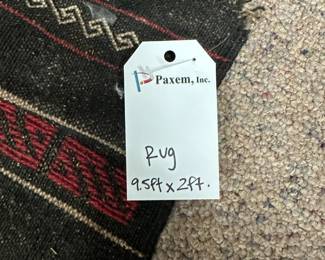 Paxem, Inc.
Rug
9.5ft x 2ft.